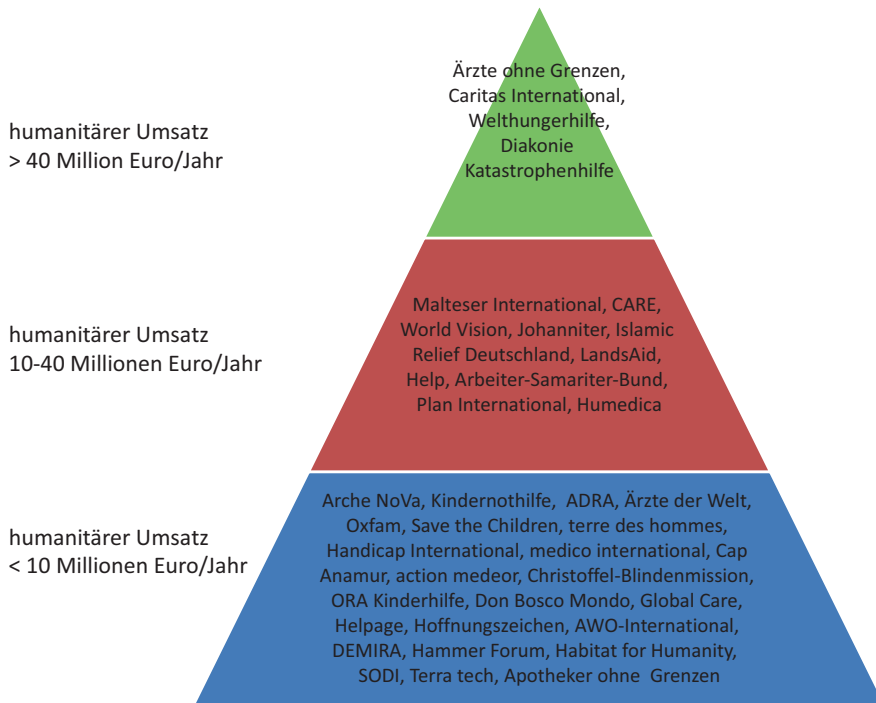 humanitärer Umsatz
> 40 Million Euro/Jahr
Ärzte ohne Grenzen,
Caritas International,
Welthungerhilfe,
Diakonie
Katastrophenhilfe
humanitärer Umsatz
10-40 Millionen Euro/Jahr
Malteser International, CARE,
World Vision, Johanniter, Islamic
Relief Deutschland, LandsAid,
Help, Arbeiter-Samariter-Bund,
Plan International, Humedica
humanitärer Umsatz
< 10 Millionen Euro/Jahr
Arche NoVa, Kindernothilfe, ADRA, Ärzte der Welt,
Oxfam, Save the Children, terre des hommes,
Handicap International, medico international, Cap
Anamur, action medeor, Christoffel-Blindenmission,
ORA Kinderhilfe, Don Bosco Mondo, Global Care,
Helpage, Hoffnungszeichen, AWO-International,
DEMIRA, Hammer Forum, Habitat for Humanity,
SODI, Terra tech, Apotheker ohne Grenzen